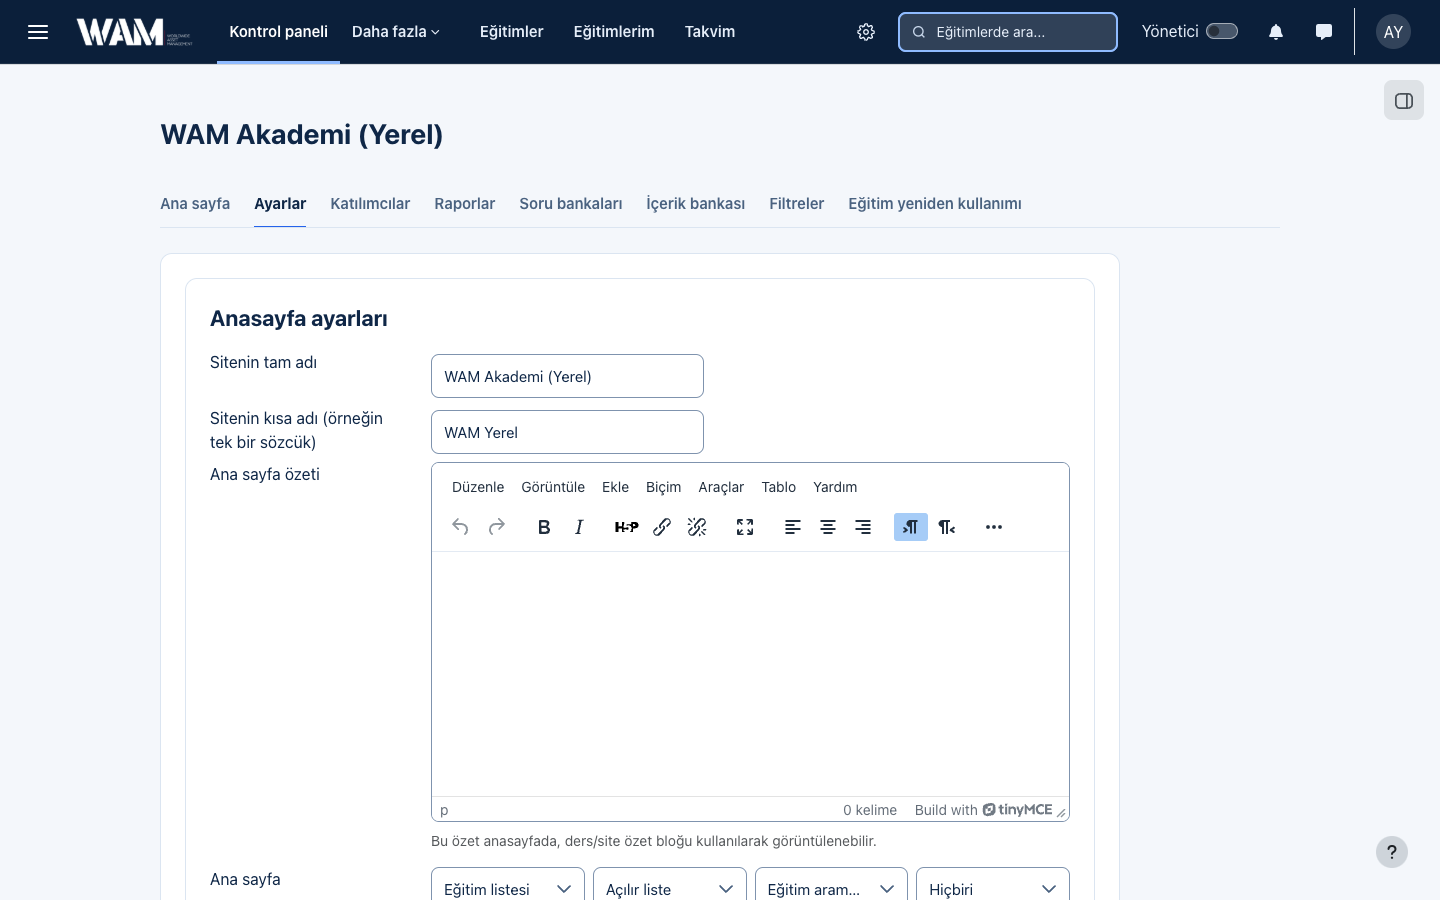 WAM
Kontrol paneli
Daha fazla
Eğitimler
Eğitimlerim
Takvim
Eğitimlerde ara...
Yönetici
AY
WAM Akademi (Yerel)
Ana sayfa
Ayarlar
Katılımcılar
Raporlar
Soru bankaları
İçerik bankası
Filtreler
Eğitim yeniden kullanımı
Anasayfa ayarları
Sitenin tam adı
WAM Akademi (Yerel)
Sitenin kısa adı (örneğin
tek bir sözcük)
WAM Yerel
Ana sayfa özeti
Düzenle
Görüntüle
Ekle
Biçim
Araçlar
Tablo
Yardım
B
I
H5P
p
0 kelime
Build with tinyMCE
Bu özet anasayfada, ders/site özet bloğu kullanılarak görüntülenebilir.
Ana sayfa
Eğitim listesi
Açılır liste
Eğitim aram...
Hiçbiri
?